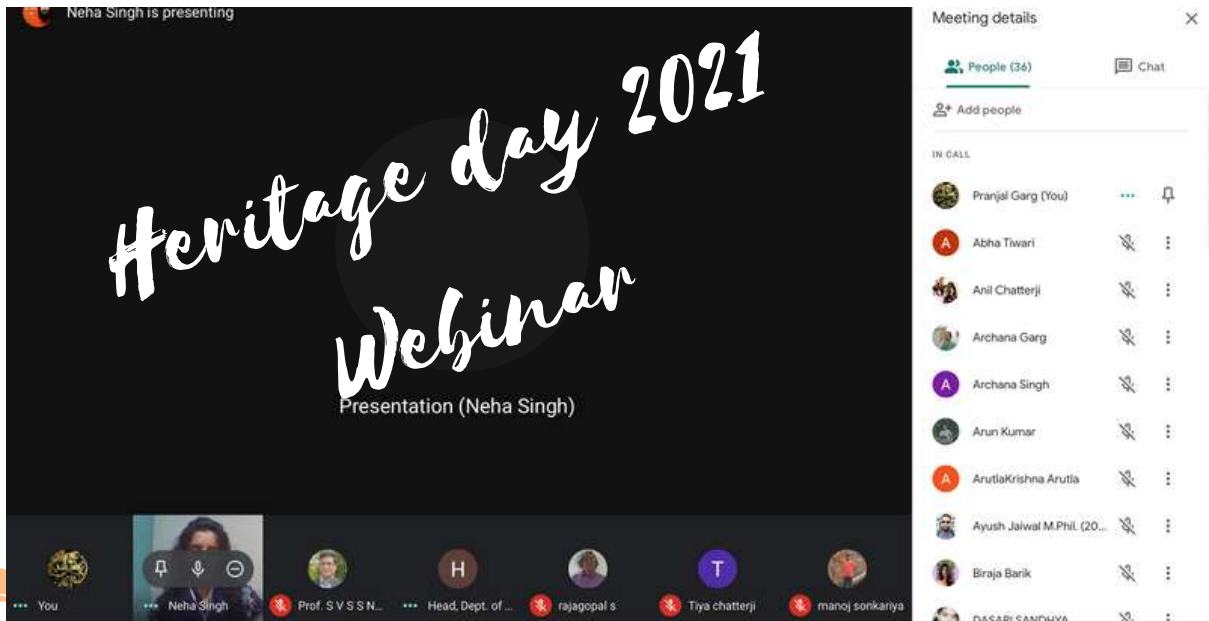 Neha Singh is presenting
Heritage day 2021
Webinar
Presentation (Neha Singh)
You
Neha Singh
Prof. S V S S N...
H
Head, Dept. of ...
rajagopal s
T
Tiya chatterji
manoj sonkariya
Meeting details
People (36)
Chat
Add people
IN CALL
Pranjal Garg (You)
A
Abha Tiwari
Anil Chatterji
Archana Garg
A
Archana Singh
Arun Kumar
A
ArutlaKrishna Arutla
Ayush Jaiwal M.Phil. (20...
Biraja Barik
DASARI SANDHYA